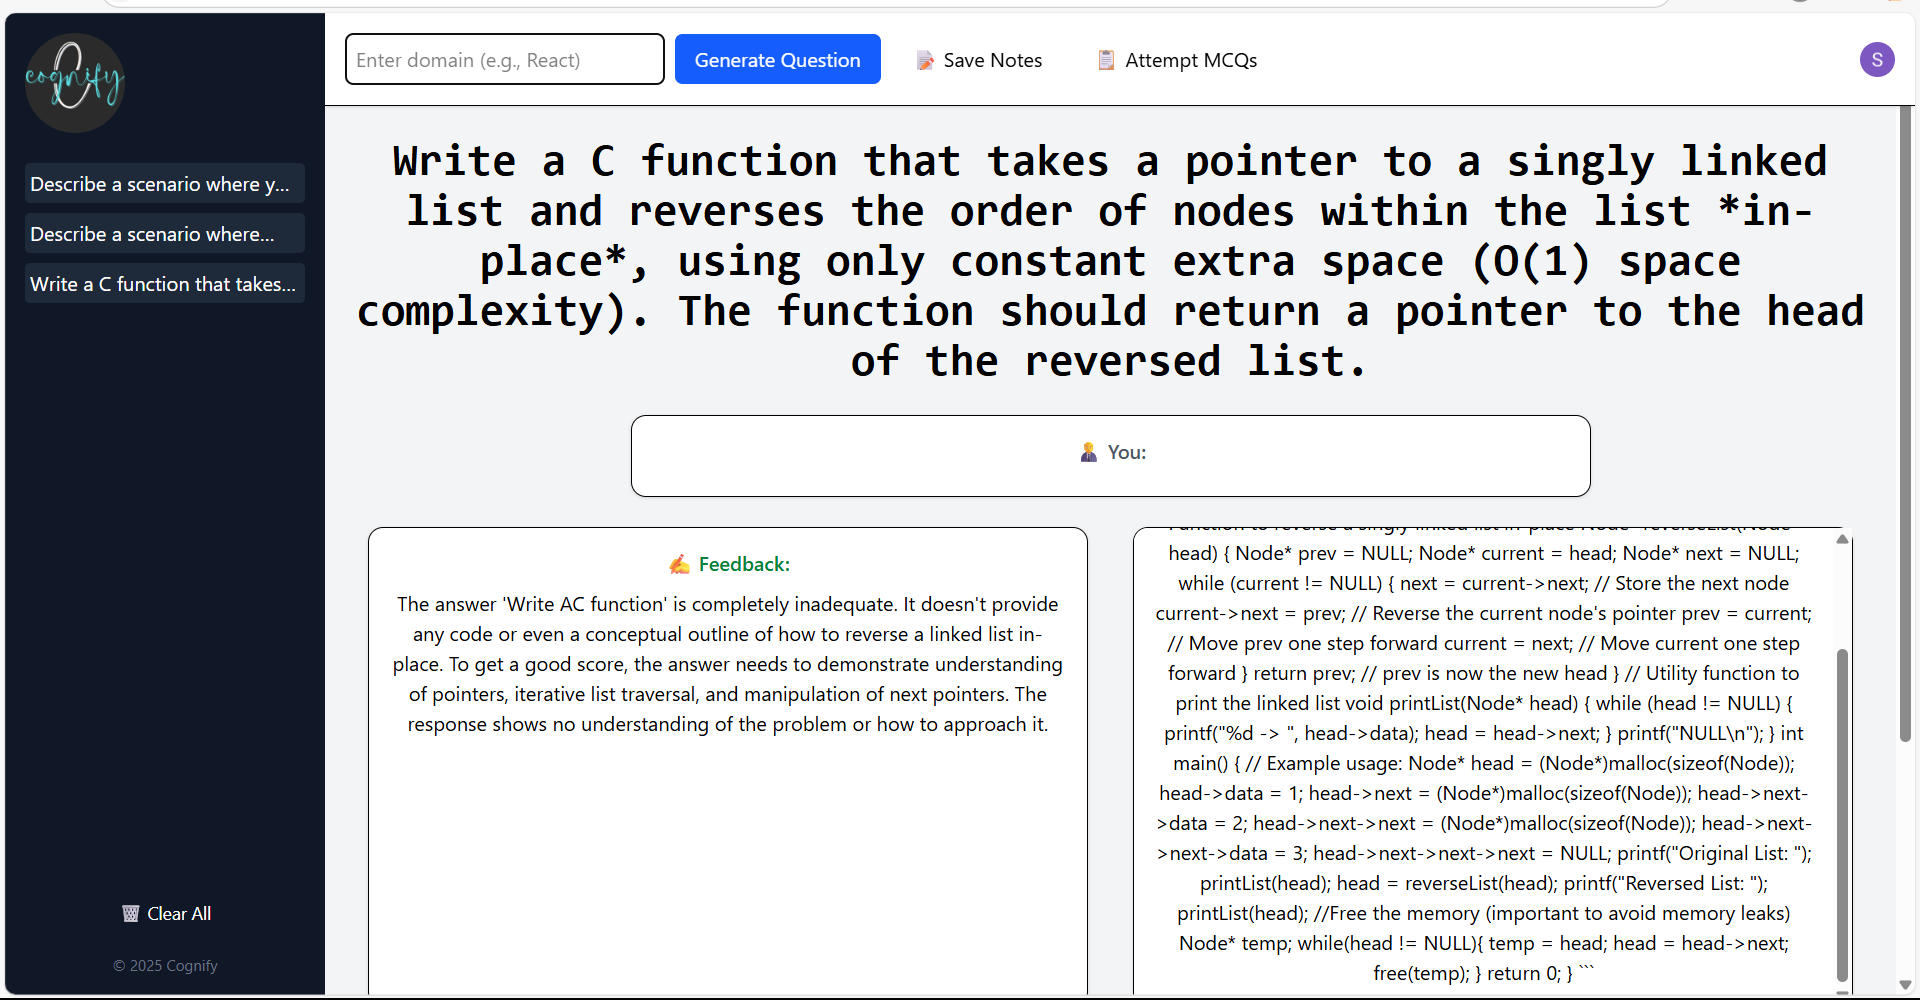 cognify
Describe a scenario where y...
Describe a scenario where...
Write a C function that takes...
Clear All
© 2025 Cognify
Enter domain (e.g., React)
Generate Question
Save Notes
Attempt MCQs
S
Write a C function that takes a pointer to a singly linked
list and reverses the order of nodes within the list *in-
place*, using only constant extra space (O(1) space
complexity). The function should return a pointer to the head
of the reversed list.
You:
Feedback:
The answer 'Write AC function' is completely inadequate. It doesn't provide
any code or even a conceptual outline of how to reverse a linked list in-
place. To get a good score, the answer needs to demonstrate understanding
of pointers, iterative list traversal, and manipulation of next pointers. The
response shows no understanding of the problem or how to approach it.
head) { Node* prev = NULL; Node* current = head; Node* next = NULL;
while (current != NULL) { next = current->next; // Store the next node
current->next = prev; // Reverse the current node's pointer prev = current;
// Move prev one step forward current = next; // Move current one step
forward } return prev; // prev is now the new head } // Utility function to
print the linked list void printList(Node* head) { while (head != NULL) {
printf("%d -> ", head->data); head = head->next; } printf("NULL\n"); } int
main() { // Example usage: Node* head = (Node*)malloc(sizeof(Node));
head->data = 1; head->next = (Node*)malloc(sizeof(Node)); head->next-
>data = 2; head->next->next = (Node*)malloc(sizeof(Node)); head->next-
>next->data = 3; head->next->next->next = NULL; printf("Original List: ");
printList(head); head = reverseList(head); printf("Reversed List: ");
printList(head); //Free the memory (important to avoid memory leaks)
Node* temp; while(head != NULL){ temp = head; head = head->next;
free(temp); } return 0; } ```